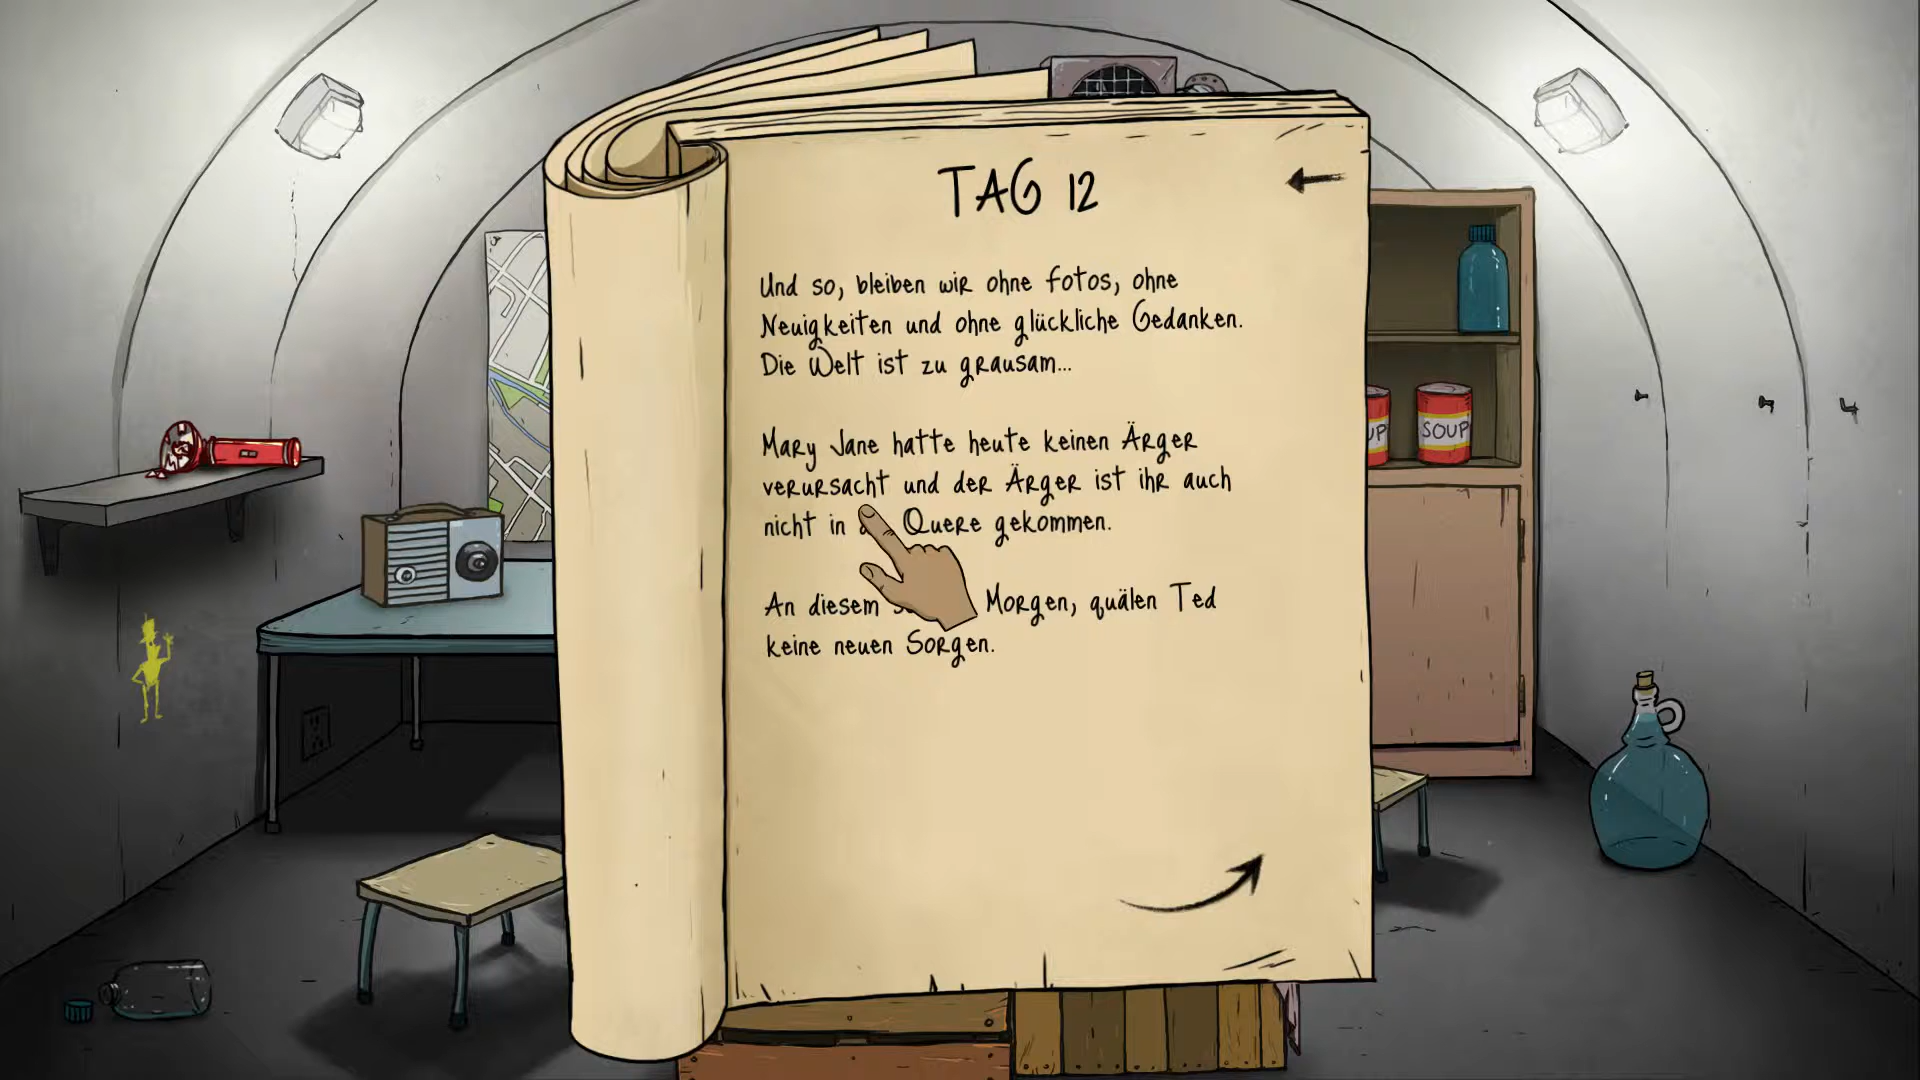 TAG 12
Und so, bleiben wir ohne Fotos, ohne
Neuigkeiten und ohne glückliche Gedanken.
Die Welt ist zu grausam...
Mary Jane hatte heute keinen Ärger
verursacht und der Ärger ist ihr auch
nicht in Quere gekommen.
An diesem Morgen, quälen Ted
keine neuen Sorgen.
SOUP